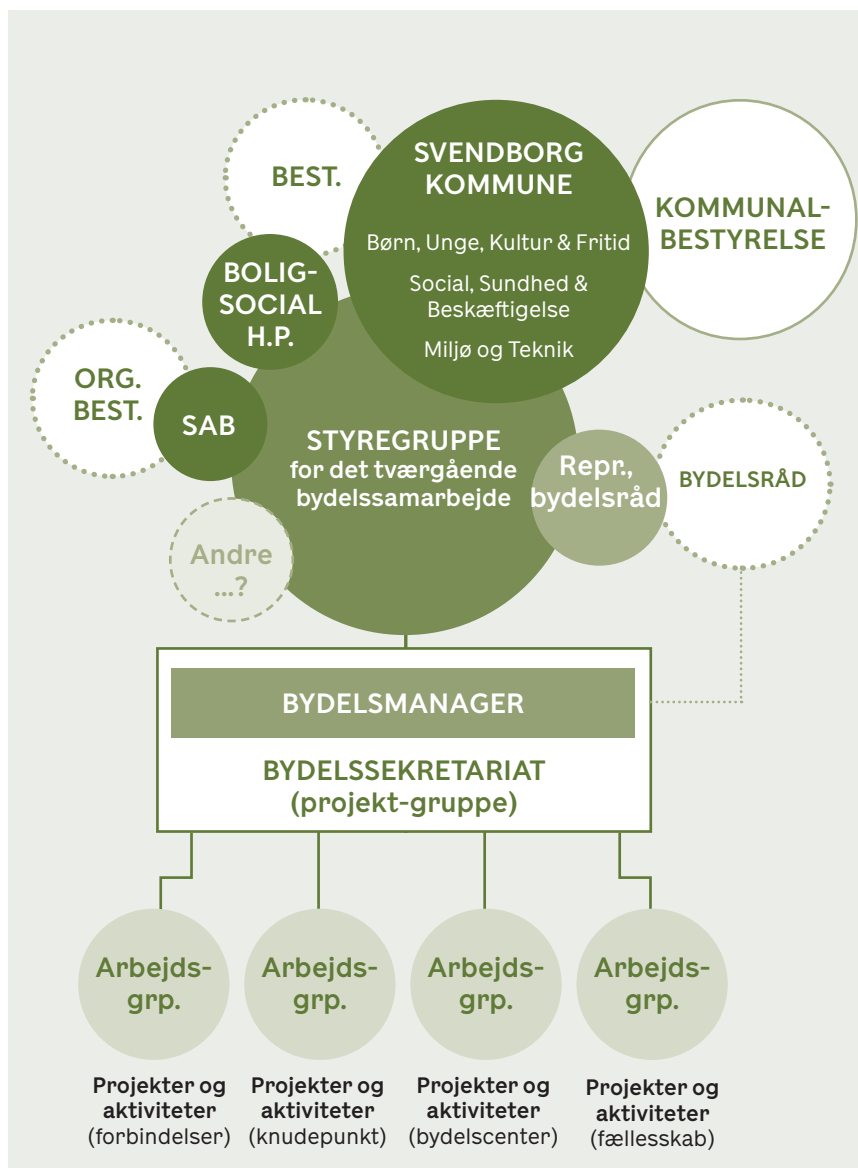 BEST.
SVENDBORG
KOMMUNE
Børn, Unge, Kultur & Fritid
Social, Sundhed &
Beskæftigelse
Miljø og Teknik
KOMMUNAL-
BESTYRELSE
BOLIG-
SOCIAL
H.P.
ORG.
BEST.
SAB
STYREGRUPPE
for det tværgående
bydelssamarbejde
Repr.,
bydelsråd
BYDELSRÅD
Andre
...?
BYDELSMANAGER
BYDELSSEKRETARIAT
(projekt-gruppe)
Arbejds-
grp.
Arbejds-
grp.
Arbejds-
grp.
Arbejds-
grp.
Projekter og
aktiviteter
(forbindelser)
Projekter og
aktiviteter
(knudepunkt)
Projekter og
aktiviteter
(bydelscenter)
Projekter og
aktiviteter
(fællesskab)